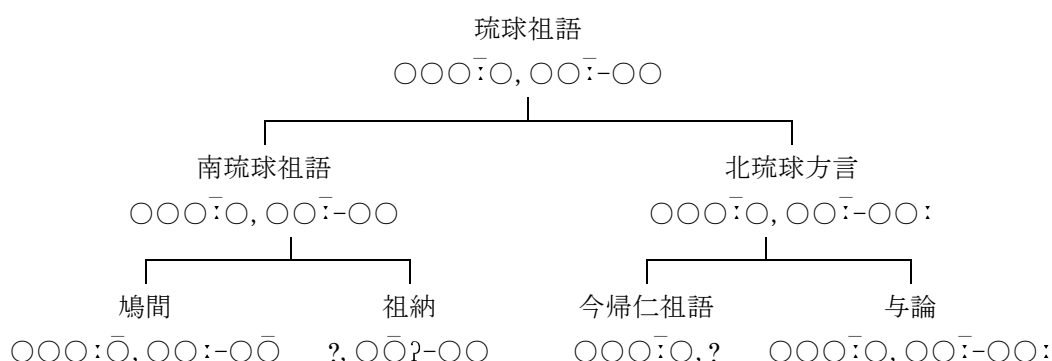 琉球祖語
○○○ː̅○, ○○ː̅-○○
南琉球祖語 北琉球方言
○○○ː̅○, ○○ː̅-○○ ○○○ː̅○, ○○ː̅-○○ː
鳩間 祖納 今帰仁祖語 与論
○○○ː○̅, ○○ː-○○̅ ?, ○○̅ʔ-○○ ○○○ː̅○, ? ○○○ː̅○, ○○ː̅-○○ː